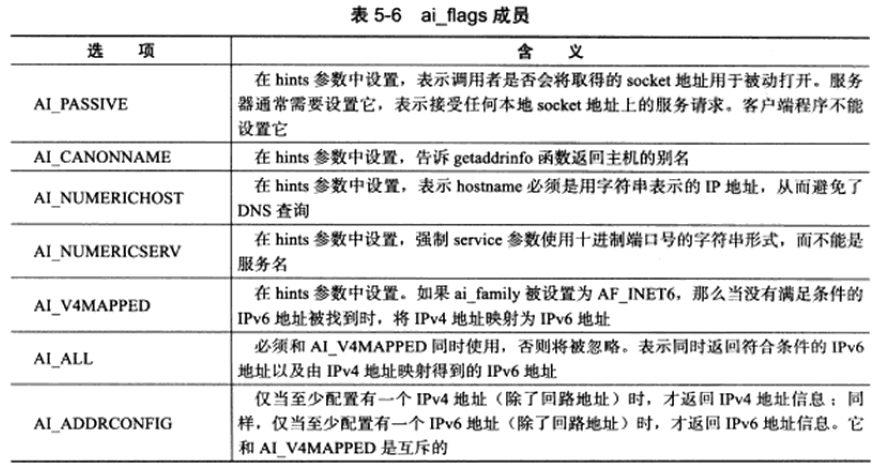 表 5-6 ai_flags 成员
选 项 含 义
AI_PASSIVE
在 hints 参数中设置，表示调用者是否会将取得的 socket 地址用于被动打开。服务
器通常需要设置它，表示接受任何本地 socket 地址上的服务请求。客户端程序不能
设置它
AI_CANONNAME 在 hints 参数中设置，告诉 getaddrinfo 函数返回主机的别名
AI_NUMERICHOST
在 hints 参数中设置，表示 hostname 必须是用字符串表示的 IP 地址，从而避免了
DNS 查询
AI_NUMERICSERV
在 hints 参数中设置，强制 service 参数使用十进制端口号的字符串形式，而不能是
服务名
AI_V4MAPPED
在 hints 参数中设置。如果 ai_family 被设置为 AF_INET6，那么当没有满足条件的
IPv6 地址被找到时，将 IPv4 地址映射为 IPv6 地址
AI_ALL
必须和 AI_V4MAPPED 同时使用，否则将被忽略。表示同时返回符合条件的 IPv6
地址以及由 IPv4 地址映射得到的 IPv6 地址
AI_ADDRCONFIG
仅当至少配置有一个 IPv4 地址（除了回路地址）时，才返回 IPv4 地址信息；同
样，仅当至少配置有一个 IPv6 地址（除了回路地址）时，才返回 IPv6 地址信息。它
和 AI_V4MAPPED 是互斥的